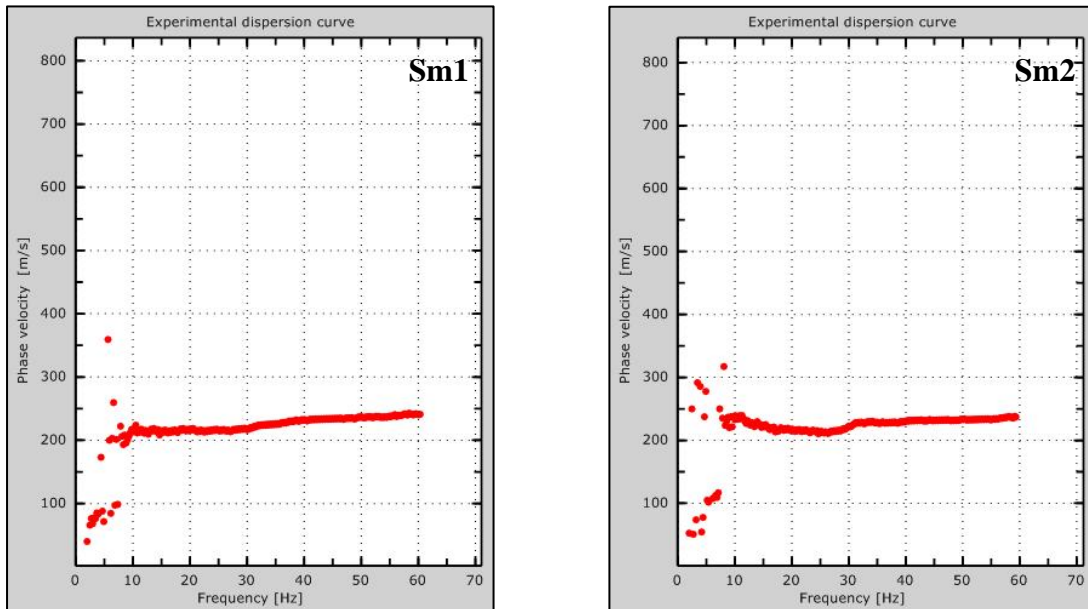 Experimental dispersion curve
Sm1
800
700
600
500
400
300
200
100
Phase velocity [m/s]
0 10 20 30 40 50 60 70
Frequency [Hz]
Experimental dispersion curve
Sm2
800
700
600
500
400
300
200
100
Phase velocity [m/s]
0 10 20 30 40 50 60 70
Frequency [Hz]